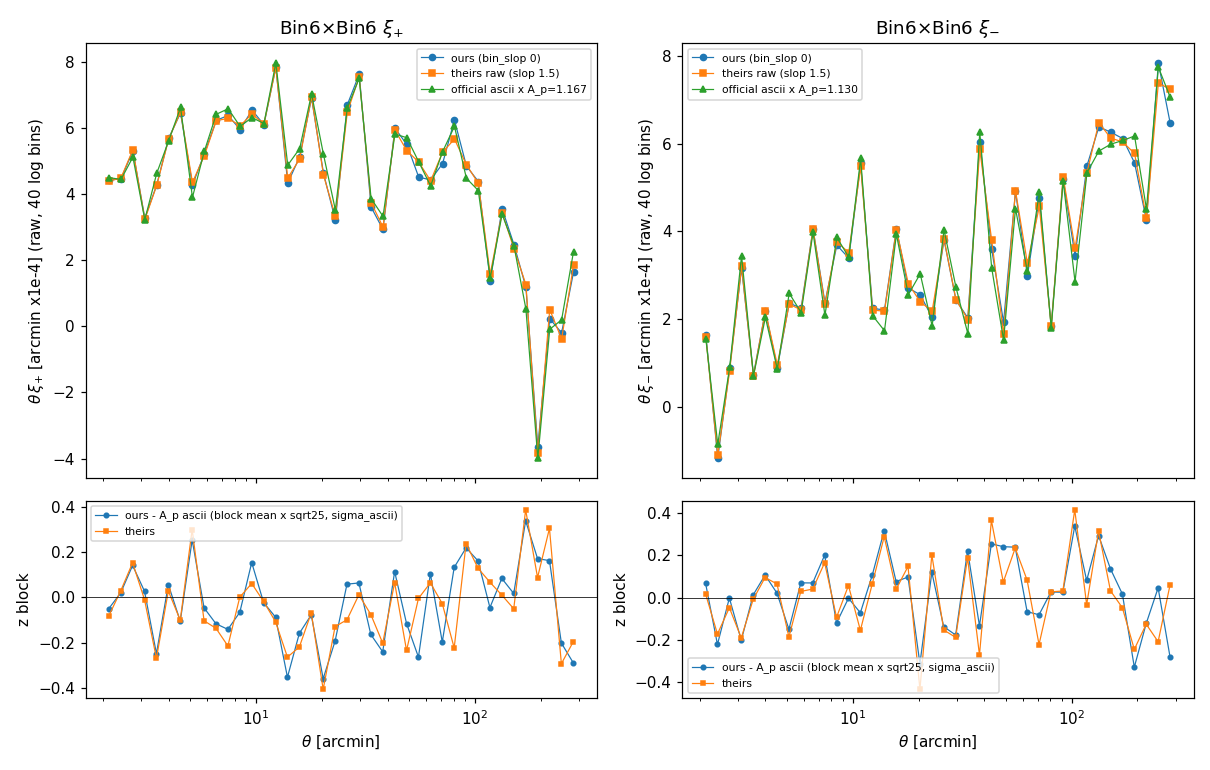 Bin6×Bin6 ξ₊
θ ξ₊ [arcmin x1e-4] (raw, 40 log bins)
8
6
4
2
0
−2
−4
ours (bin_slop 0)
theirs raw (slop 1.5)
official ascii x A_p=1.167
Bin6×Bin6 ξ₋
θ ξ₋ [arcmin x1e-4] (raw, 40 log bins)
8
6
4
2
0
ours (bin_slop 0)
theirs raw (slop 1.5)
official ascii x A_p=1.130
z block
0.4
0.2
0.0
−0.2
−0.4
ours - A_p ascii (block mean x sqrt25, sigma_ascii)
theirs
10¹
10²
θ [arcmin]
z block
0.4
0.2
0.0
−0.2
−0.4
ours - A_p ascii (block mean x sqrt25, sigma_ascii)
theirs
10¹
10²
θ [arcmin]